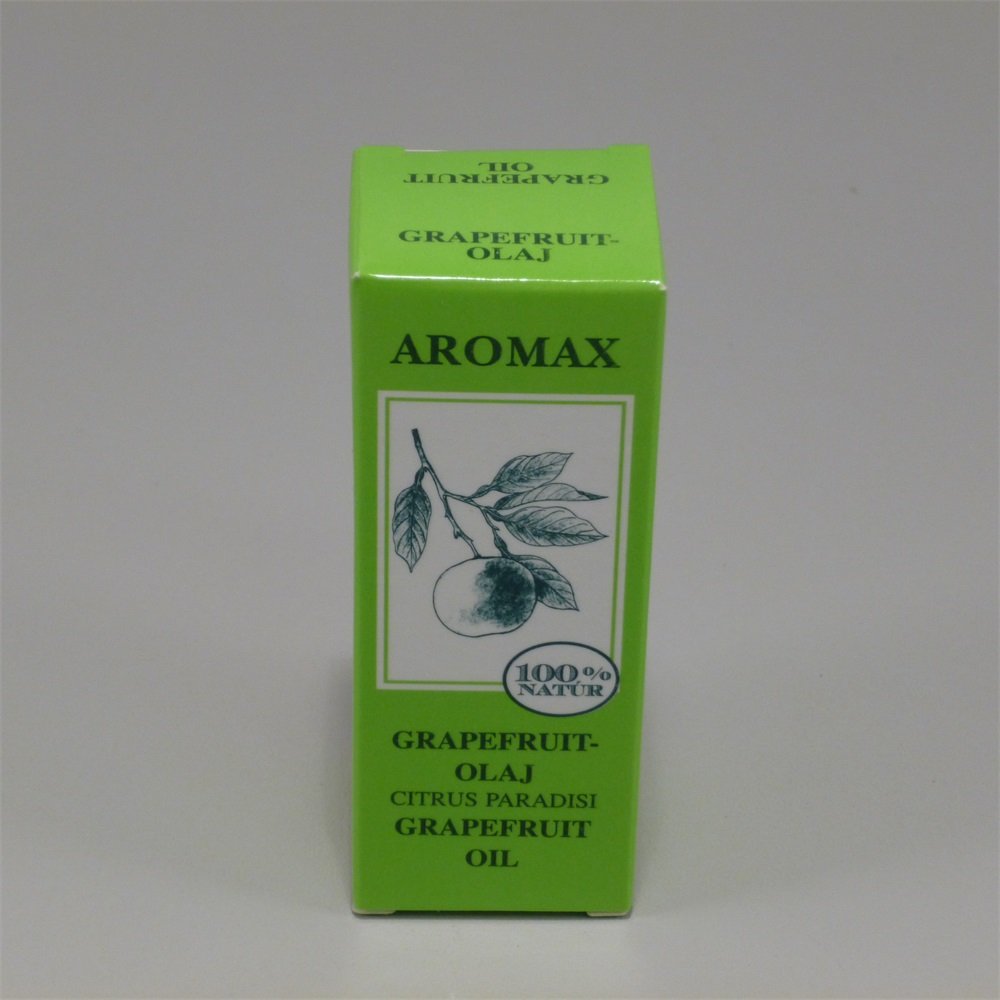 GRAPEFRUIT
OIL
GRAPEFRUIT-
OLAJ
AROMAX
100%
NATÚR
GRAPEFRUIT-
OLAJ
CITRUS PARADISI
GRAPEFRUIT
OIL